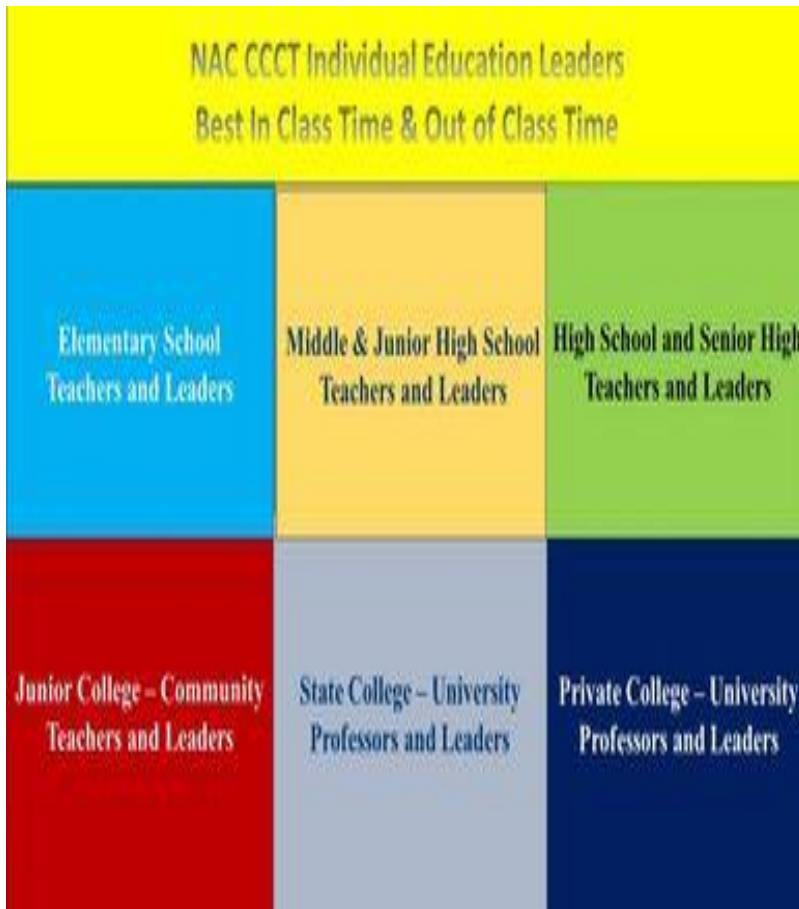 NAC CCCT Individual Education Leaders
Best In Class Time & Out of Class Time
Elementary School
Teachers and Leaders
Middle & Junior High School
Teachers and Leaders
High School and Senior High
Teachers and Leaders
Junior College – Community
Teachers and Leaders
State College – University
Professors and Leaders
Private College – University
Professors and Leaders